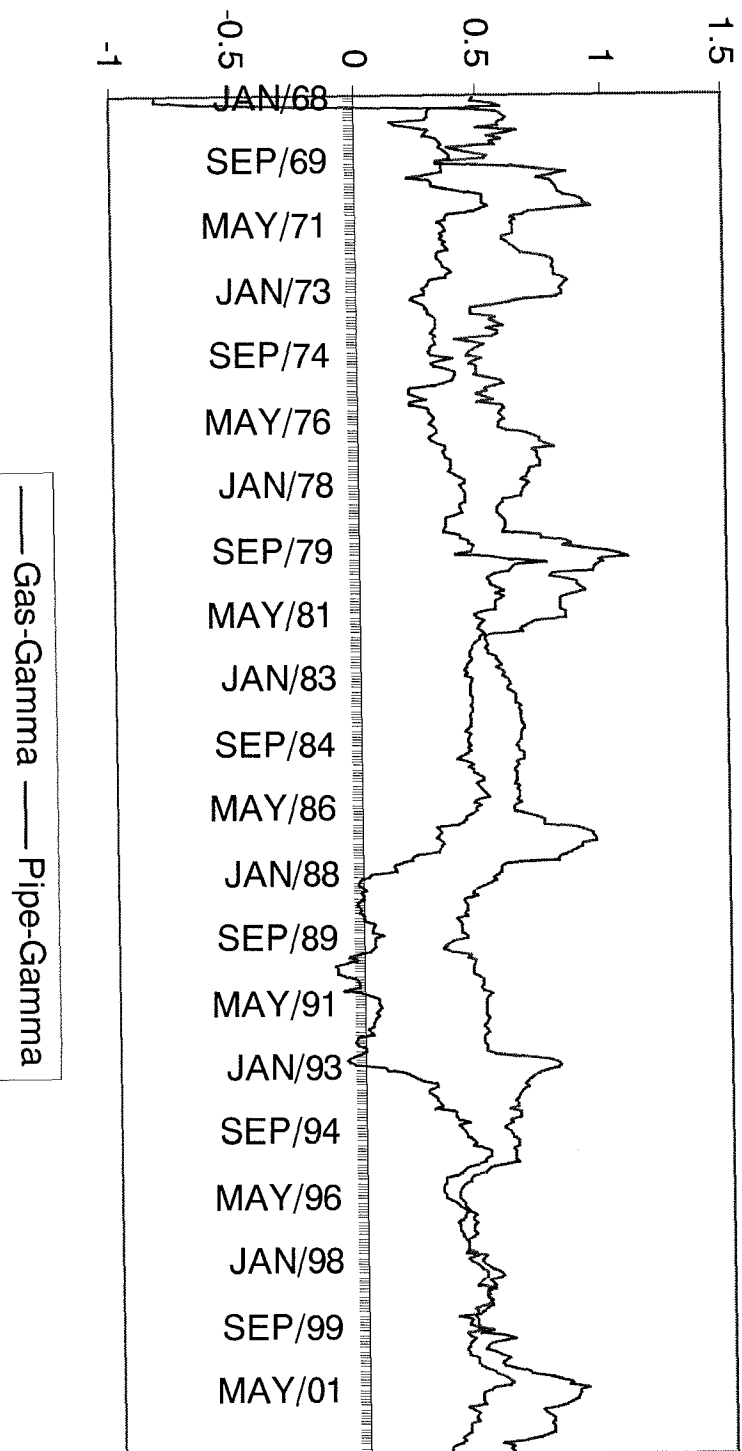 1.5
1
0.5
0
-0.5
-1
JAN/68
SEP/69
MAY/71
JAN/73
SEP/74
MAY/76
JAN/78
SEP/79
MAY/81
JAN/83
SEP/84
MAY/86
JAN/88
SEP/89
MAY/91
JAN/93
SEP/94
MAY/96
JAN/98
SEP/99
MAY/01
Gas-Gamma Pipe-Gamma